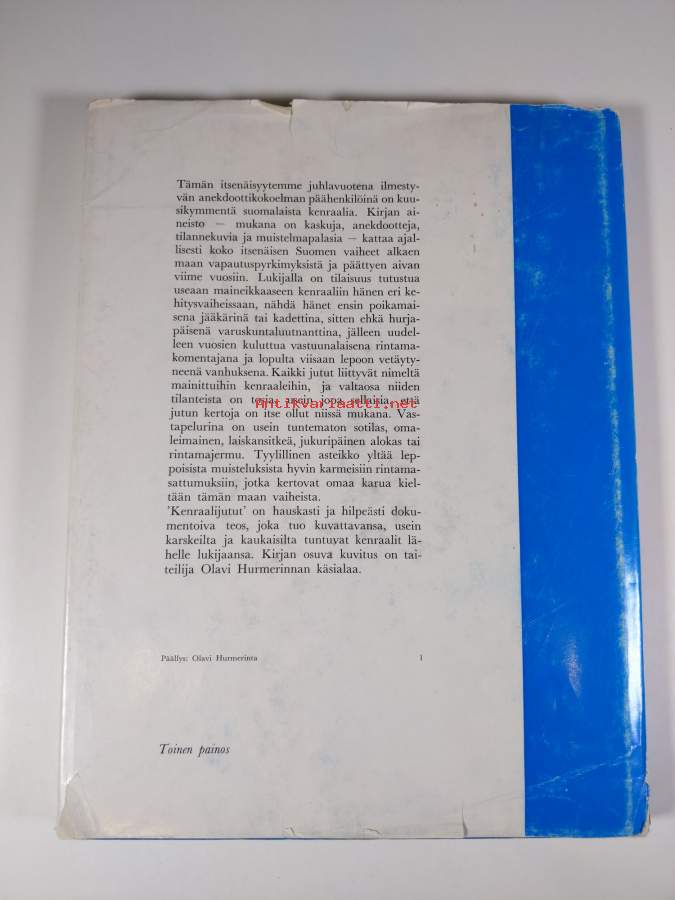 Tämän itsenäisyytemme juhlavuotena ilmesty-
vän anekdoottikokoelman päähenkilöinä on kuu-
sikymmentä suomalaista kenraalia. Kirjan ai-
neisto — mukana on kaskuja, anekdootteja,
tilannekuvia ja muistelmapalasia — kattaa ajal-
lisesti koko itsenäisen Suomen vaiheet alkaen
maan vapautuspyrkimyksistä ja päättyen aivan
viime vuosiin. Lukijalla on tilaisuus tutustua
useaan maineikkaaseen kenraaliin hänen eri ke-
hitysvaiheissaan, nähdä hänet ensin poikamai-
sena jääkärinä tai kadettina, sitten ehkä hurja-
päisenä varuskuntaluutnanttina, jälleen uudel-
leen vuosien kuluttua vastuunalaisena rintama-
komentajana ja lopulta viisaan lepoon vetäyty-
neenä vanhuksena. Kaikki jutut liittyvät nimeltä
mainittuihin kenraaleihin, ja valtaosa niiden
tilanteista on tosia, usein jopa sellaisia, että
Antikvariaatti.net
jutun kertoja on itse ollut niissä mukana. Vas-
tapelurina on usein tuntematon sotilas, oma-
leimainen, laiskansitkeä, jukuripäinen alokas tai
rintamajermu. Tyylillinen asteikko yltää lep-
poisista muisteluksista hyvin karmeisiin rintama-
sattumuksiin, jotka kertovat omaa karua kiel-
tään tämän maan vaiheista.
'Kenraalijutut' on hauskasti ja hilpeästi doku-
mentoiva teos, joka tuo kuvattavansa, usein
karskeilta ja kaukaisilta tuntuvat kenraalit lä-
helle lukijaansa. Kirjan osuva kuvitus on tai-
teilija Olavi Hurmerinnan käsialaa.
Päällys: Olavi Hurmerinta 1
Toinen painos